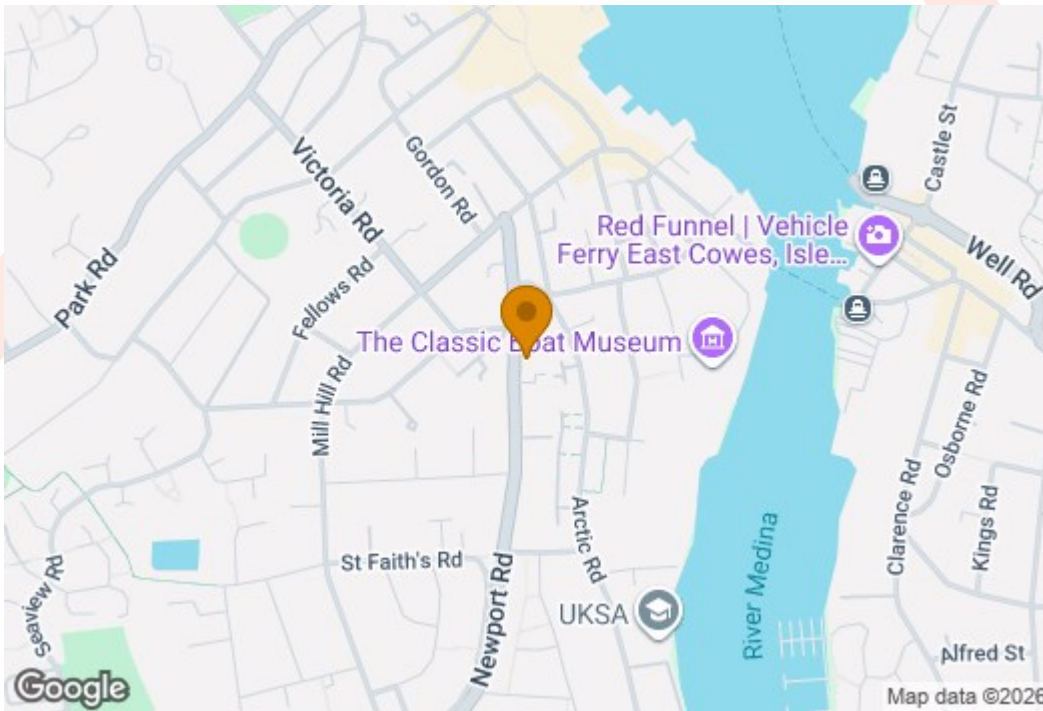 Castle St
Gordon Rd
Victoria Rd
Red Funnel | Vehicle
Ferry East Cowes, Isle...
Well Rd
Park Rd
Fellows Rd
The Classic Boat Museum
Mill Hill Rd
Osborne Rd
Clarence Rd
Kings Rd
Arctic Rd
St Faith's Rd
River Medina
Seaview Rd
Newport Rd
UKSA
Alfred St
Google
Map data ©2026